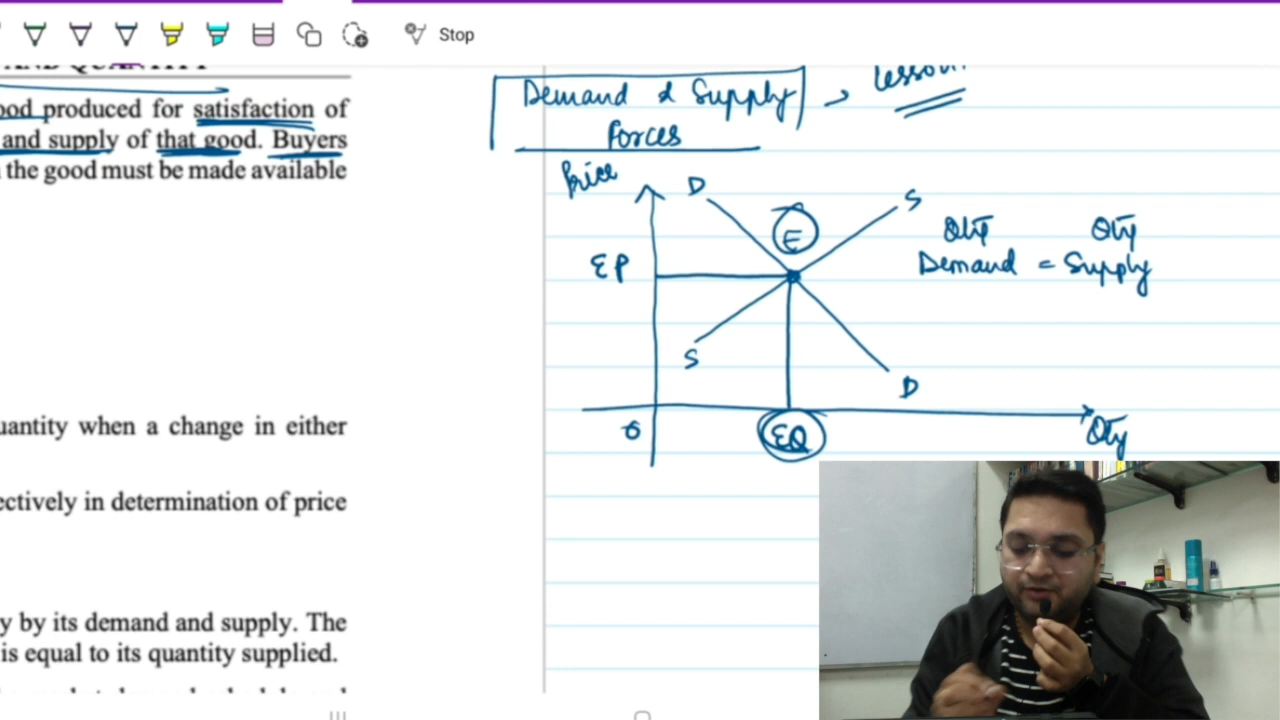 Stop
AND QUANTITY
ood produced for satisfaction of
and supply of that good. Buyers
the good must be made available
uantity when a change in either
ectively in determination of price
y by its demand and supply. The
is equal to its quantity supplied.
Demand & Supply → Lesson.
Forces
Price
D
S
E
EP
Qty Qty
Demand = Supply
S
D
O
EQ
Qty